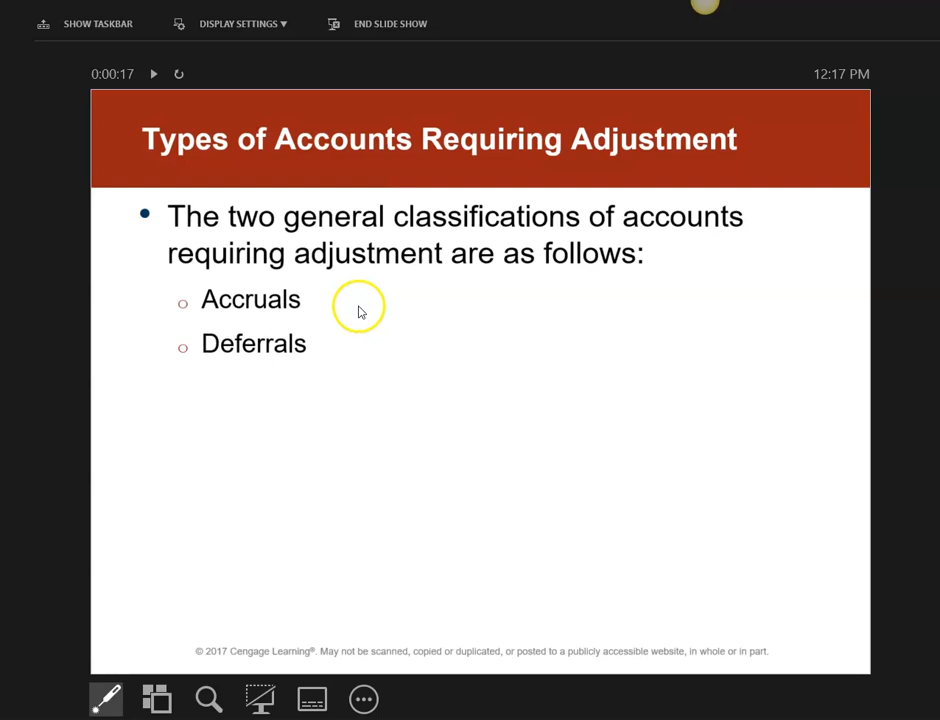 SHOW TASKBAR DISPLAY SETTINGS ▼ END SLIDE SHOW
0:00:17 12:17 PM
Types of Accounts Requiring Adjustment
• The two general classifications of accounts
requiring adjustment are as follows:
o Accruals
o Deferrals
© 2017 Cengage Learning®. May not be scanned, copied or duplicated, or posted to a publicly accessible website, in whole or in part.